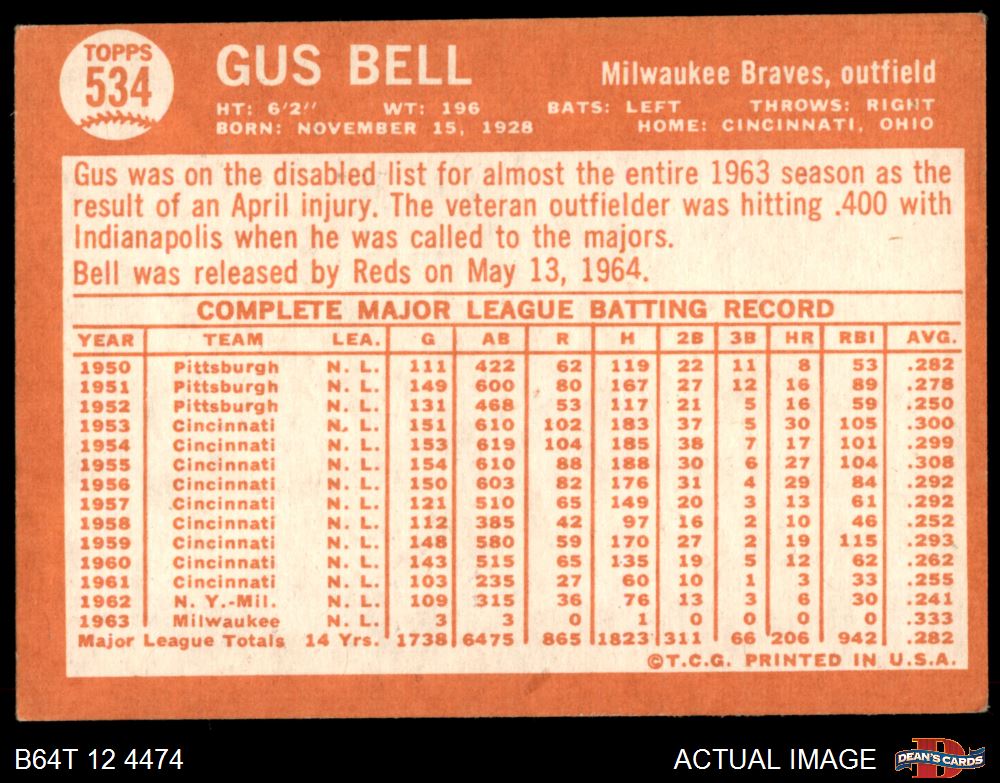 TOPPS
534
GUS BELL
Milwaukee Braves, outfield
HT: 6'2" WT: 196 BATS: LEFT THROWS: RIGHT
BORN: NOVEMBER 15, 1928 HOME: CINCINNATI, OHIO
Gus was on the disabled list for almost the entire 1963 season as the
result of an April injury. The veteran outfielder was hitting .400 with
Indianapolis when he was called to the majors.
Bell was released by Reds on May 13, 1964.
COMPLETE MAJOR LEAGUE BATTING RECORD
YEAR TEAM LEA. G AB R H 2B 3B HR RBI AVG.
1950 Pittsburgh N. L. 111 422 62 119 22 11 8 53 .282
1951 Pittsburgh N. L. 149 600 80 167 27 12 16 89 .278
1952 Pittsburgh N. L. 131 468 53 117 21 5 16 59 .250
1953 Cincinnati N. L. 151 610 102 183 37 5 30 105 .300
1954 Cincinnati N. L. 153 619 104 185 38 7 17 101 .299
1955 Cincinnati N. L. 154 610 88 188 30 6 27 104 .308
1956 Cincinnati N. L. 150 603 82 176 31 4 29 84 .292
1957 Cincinnati N. L. 121 510 65 149 20 3 13 61 .292
1958 Cincinnati N. L. 112 385 42 97 16 2 10 46 .252
1959 Cincinnati N. L. 148 580 59 170 27 2 19 115 .293
1960 Cincinnati N. L. 143 515 65 135 19 5 12 62 .262
1961 Cincinnati N. L. 103 235 27 60 10 1 3 33 .255
1962 N. Y.-Mil. N. L. 109 315 36 76 13 3 6 30 .241
1963 Milwaukee N. L. 3 3 0 1 0 0 0 0 .333
Major League Totals 14 Yrs. 1738 6475 865 1823 311 66 206 942 .282
©T.C.G. PRINTED IN U.S.A.
B64T 12 4474
ACTUAL IMAGE
D
DEAN'S CARDS